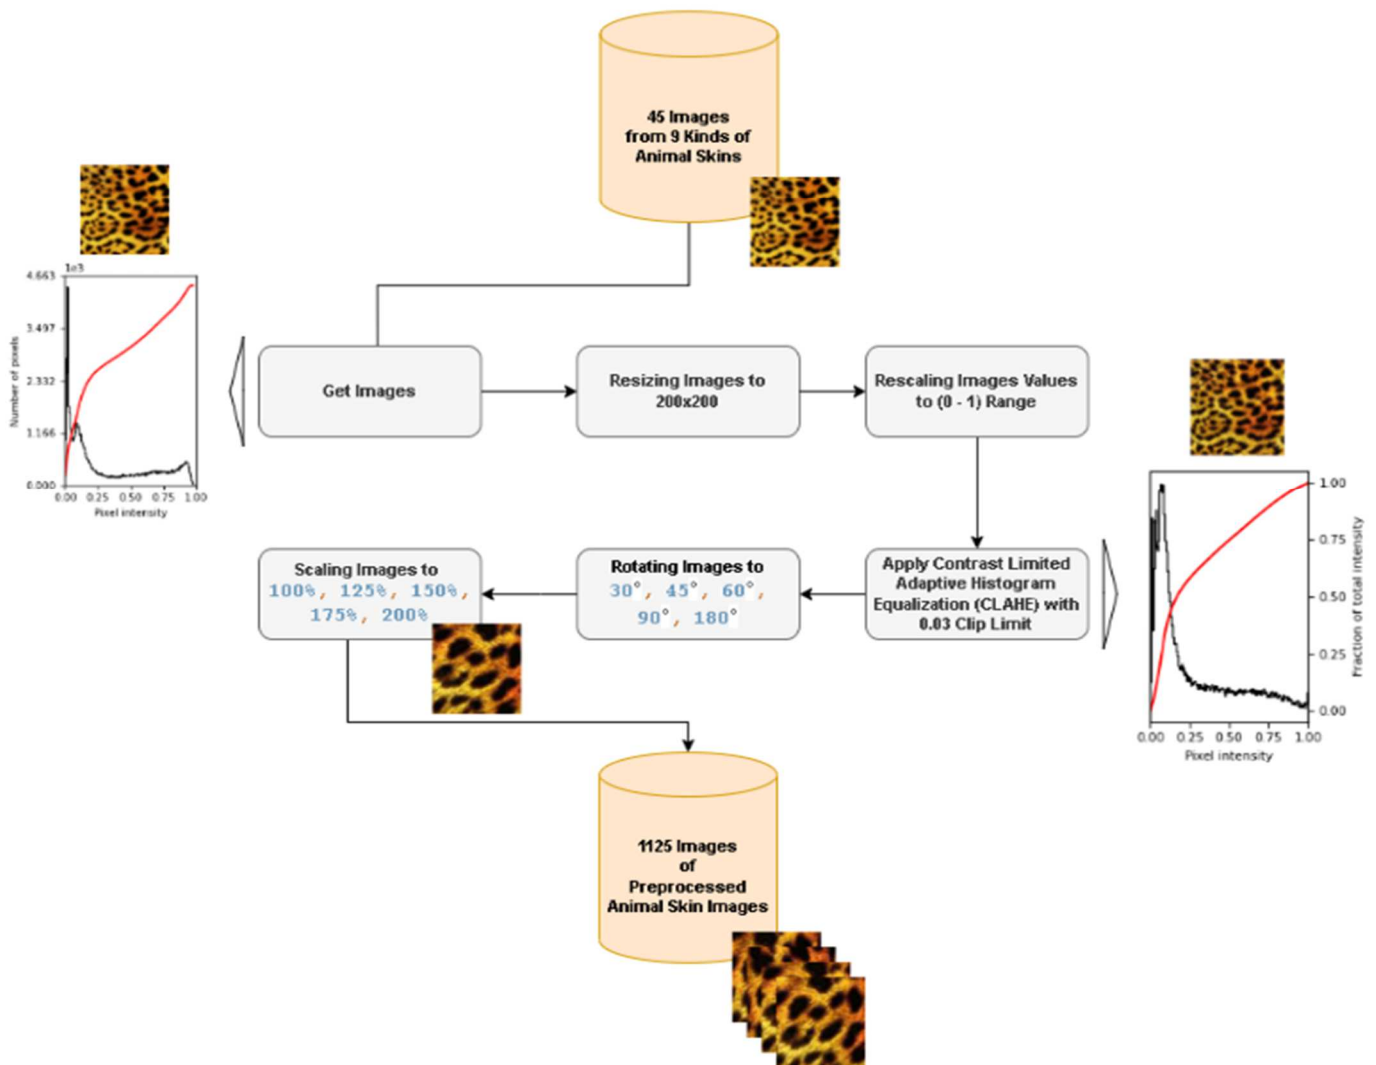 45 Images
from 9 Kinds of
Animal Skins
1e3
4.663
3.497
2.332
1.166
0.000
Number of pixels
0.00 0.25 0.50 0.75 1.00
Pixel intensity
Get Images
Resizing Images to
200x200
Rescaling Images Values
to (0 - 1) Range
Scaling Images to
100%, 125%, 150%,
175%, 200%
Rotating Images to
30°, 45°, 60°,
90°, 180°
Apply Contrast Limited
Adaptive Histogram
Equalization (CLAHE) with
0.03 Clip Limit
1.00
0.75
0.50
0.25
0.00
Fraction of total intensity
0.00 0.25 0.50 0.75 1.00
Pixel intensity
1125 Images
of
Preprocessed
Animal Skin Images